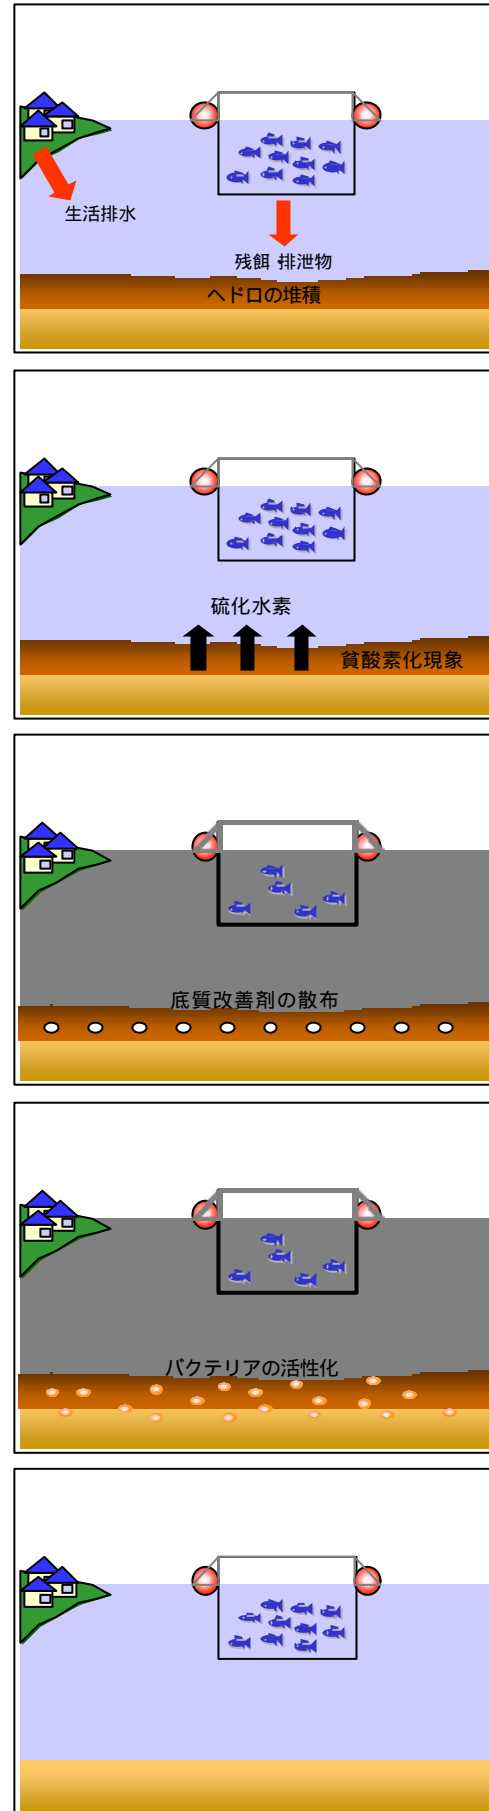 生活排水
残餌・排泄物
ヘドロの堆積
硫化水素
貧酸素化現象
底質改善剤の散布
バクテリアの活性化